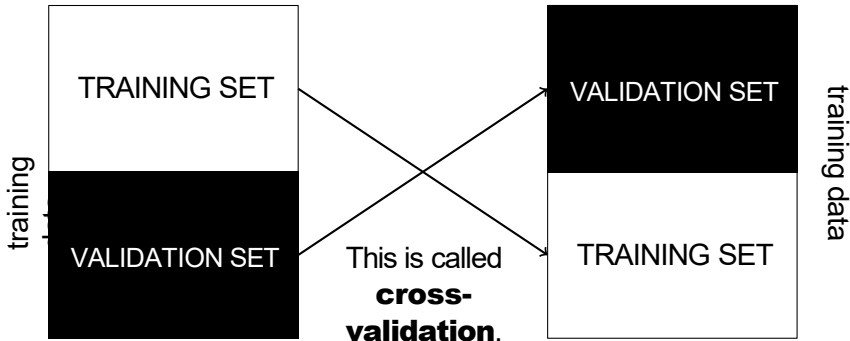 TRAINING SET
VALIDATION SET
training
This is called
cross-
validation.
VALIDATION SET
TRAINING SET
training data